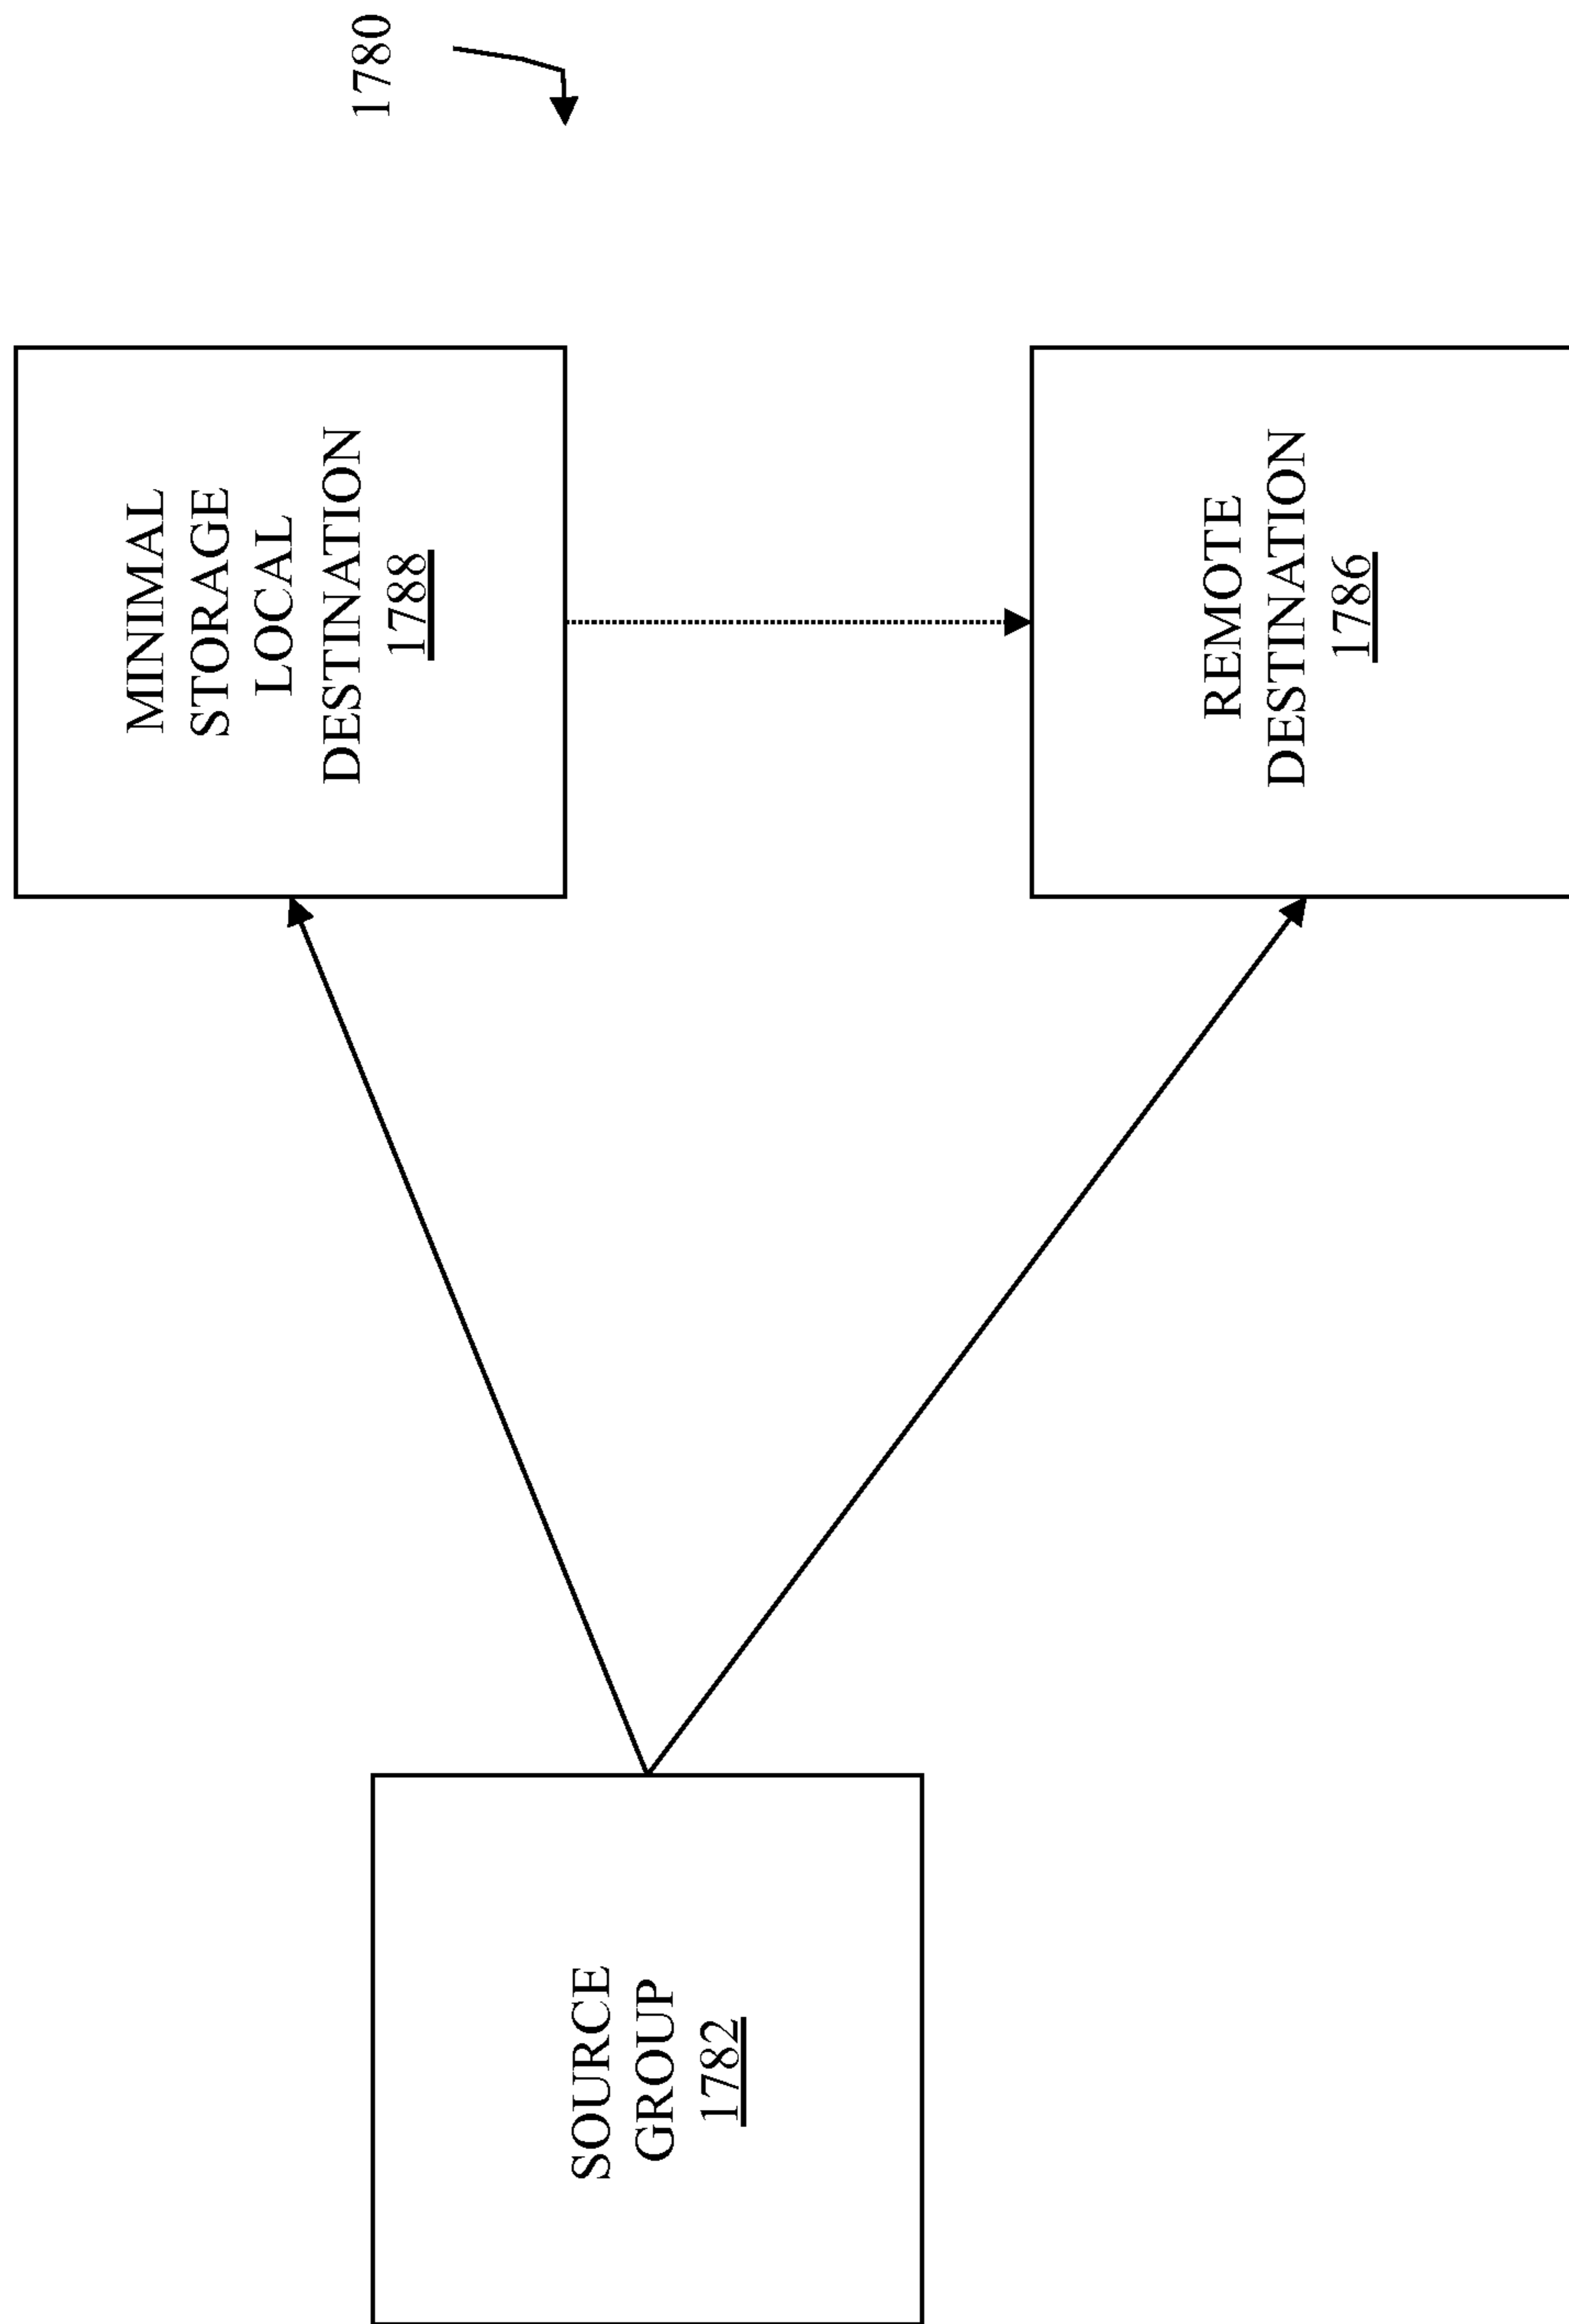 1780
MINIMAL
STORAGE
LOCAL
DESTINATION
1788
REMOTE
DESTINATION
1786
SOURCE
GROUP
1782